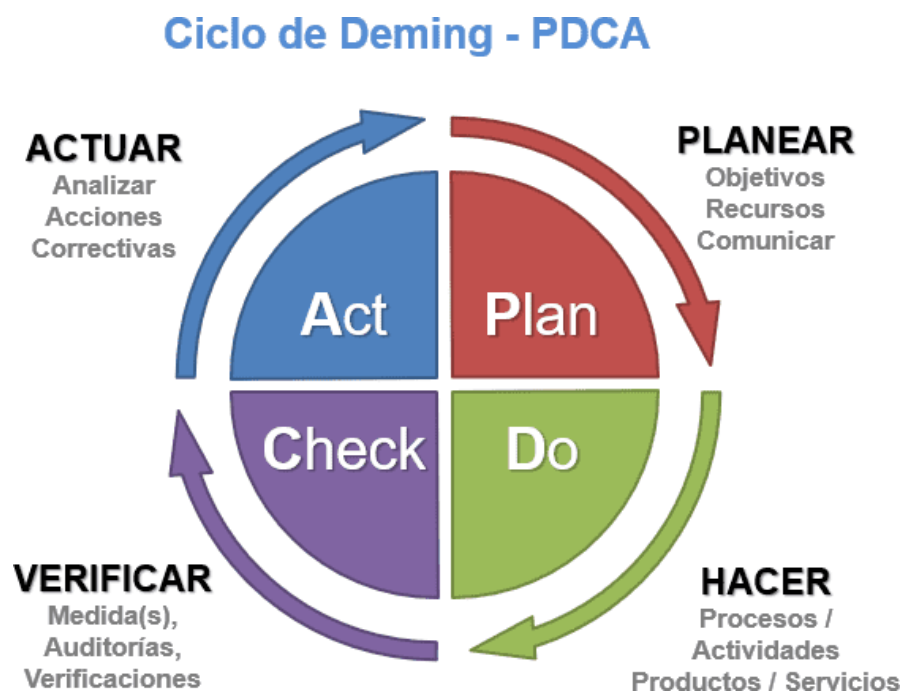 Ciclo de Deming - PDCA
ACTUAR
Analizar
Acciones
Correctivas
PLANEAR
Objetivos
Recursos
Comunicar
Act
Plan
Check
Do
VERIFICAR
Medida(s),
Auditorías,
Verificaciones
HACER
Procesos /
Actividades
Productos / Servicios